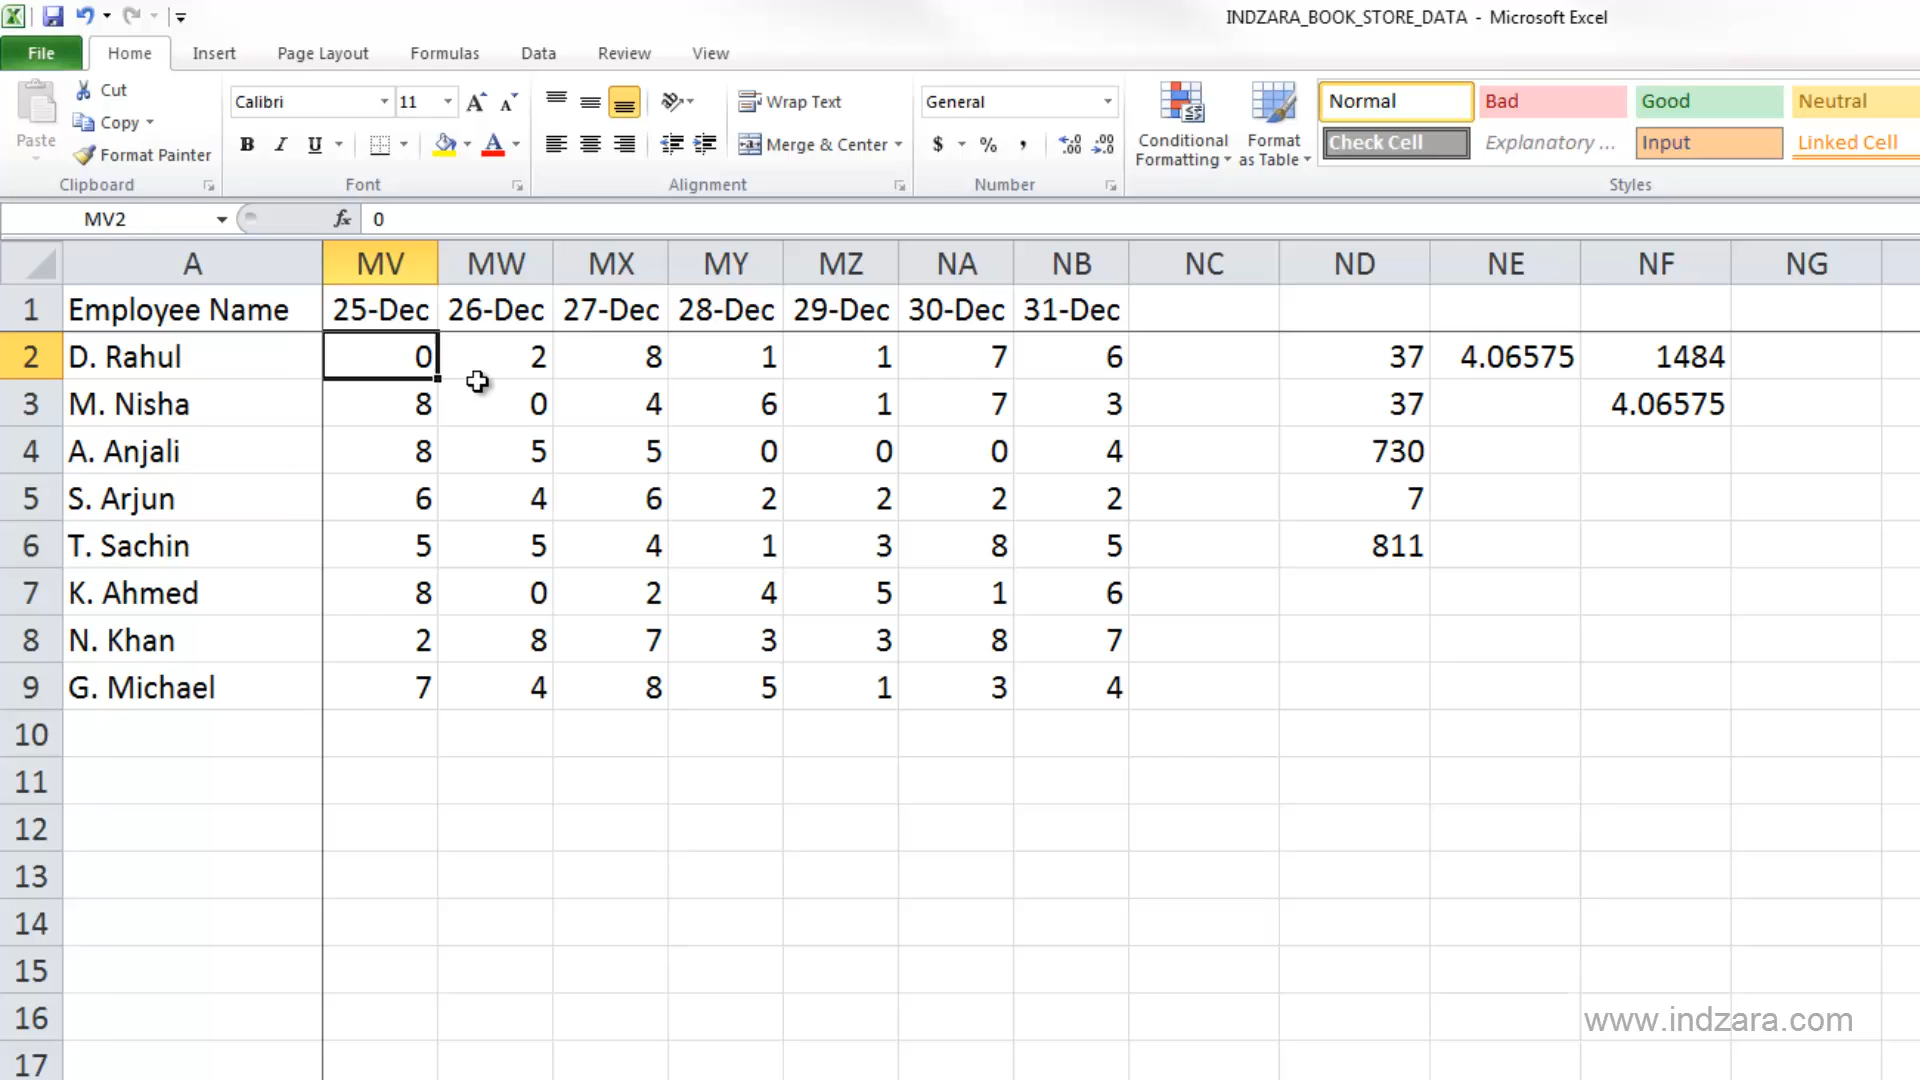 INDZARA_BOOK_STORE_DATA - Microsoft Excel
File Home Insert Page Layout Formulas Data Review View
Paste
Cut
Copy
Format Painter
Clipboard
Calibri 11
B I U
Font
Wrap Text
Merge & Center
Alignment
General
$ % ,
Number
Conditional Formatting
Format as Table
Normal Bad Good Neutral
Check Cell Explanatory ... Input Linked Cell
Styles
MV2 fx 0
A MV MW MX MY MZ NA NB NC ND NE NF NG
1 Employee Name 25-Dec 26-Dec 27-Dec 28-Dec 29-Dec 30-Dec 31-Dec
2 D. Rahul 0 2 8 1 1 7 6 37 4.06575 1484
3 M. Nisha 8 0 4 6 1 7 3 37 4.06575
4 A. Anjali 8 5 5 0 0 0 4 730
5 S. Arjun 6 4 6 2 2 2 2 7
6 T. Sachin 5 5 4 1 3 8 5 811
7 K. Ahmed 8 0 2 4 5 1 6
8 N. Khan 2 8 7 3 3 8 7
9 G. Michael 7 4 8 5 1 3 4
10
11
12
13
14
15
16
17
www.indzara.com